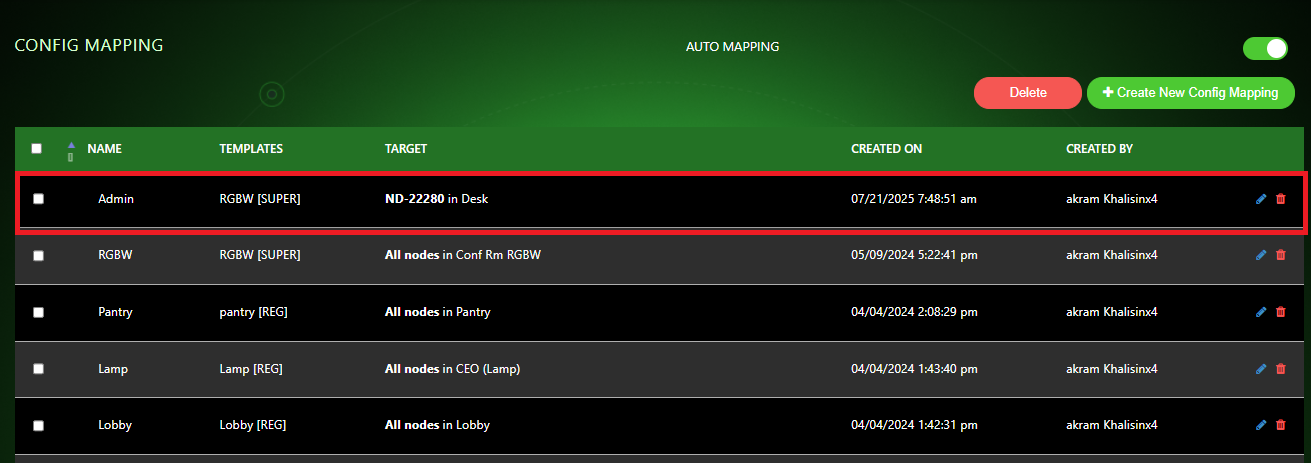 CONFIG MAPPING
AUTO MAPPING
Delete
Create New Config Mapping
NAME TEMPLATES TARGET CREATED ON CREATED BY
Admin RGBW [SUPER] ND-22280 in Desk 07/21/2025 7:48:51 am akram Khalisinx4
RGBW RGBW [SUPER] All nodes in Conf Rm RGBW 05/09/2024 5:22:41 pm akram Khalisinx4
Pantry pantry [REG] All nodes in Pantry 04/04/2024 2:08:29 pm akram Khalisinx4
Lamp Lamp [REG] All nodes in CEO (Lamp) 04/04/2024 1:43:40 pm akram Khalisinx4
Lobby Lobby [REG] All nodes in Lobby 04/04/2024 1:42:31 pm akram Khalisinx4